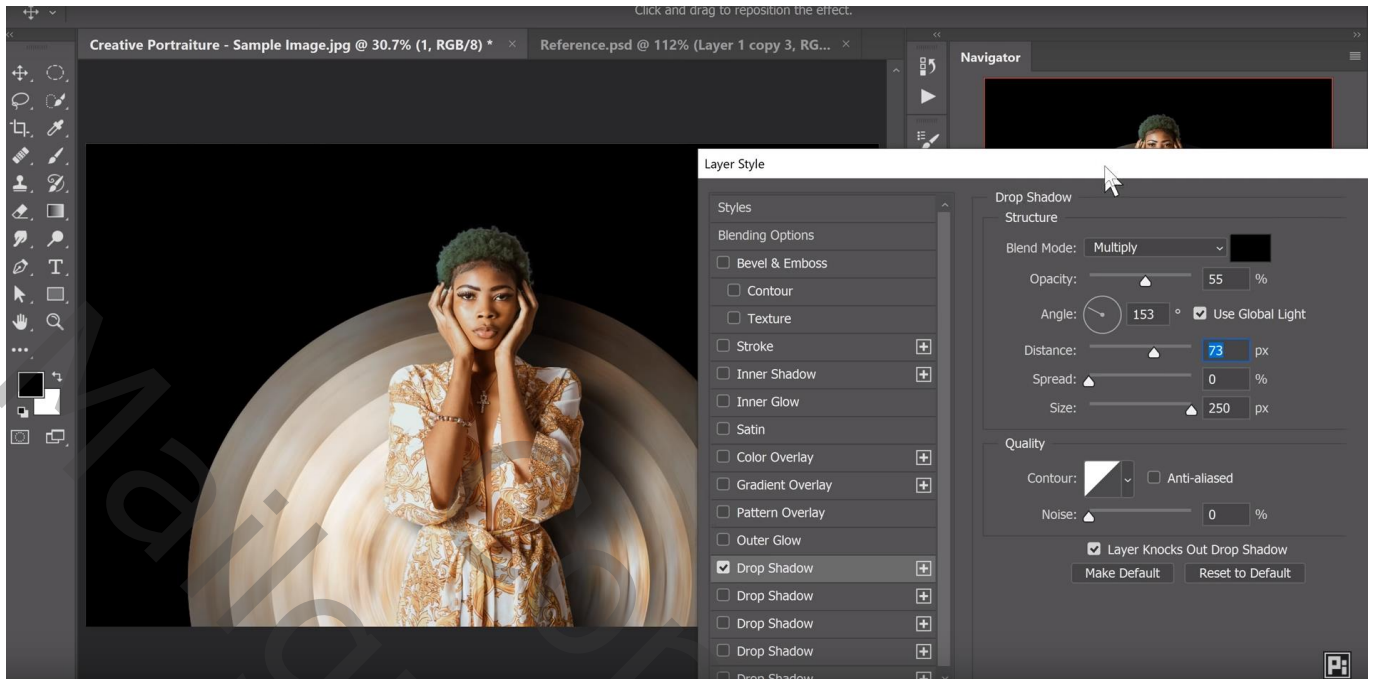 Click and drag to reposition the effect.
Creative Portraiture - Sample Image.jpg @ 30.7% (1, RGB/8) * ×
Reference.psd @ 112% (Layer 1 copy 3, RG... ×
Navigator
Layer Style
Styles
Blending Options
Bevel & Emboss
Contour
Texture
Stroke
Inner Shadow
Inner Glow
Satin
Color Overlay
Gradient Overlay
Pattern Overlay
Outer Glow
Drop Shadow
Drop Shadow
Drop Shadow
Drop Shadow
Drop Shadow
Drop Shadow
Structure
Blend Mode: Multiply
Opacity: 55 %
Angle: 153 ° Use Global Light
Distance: 73 px
Spread: 0 %
Size: 250 px
Quality
Contour: Anti-aliased
Noise: 0 %
Layer Knocks Out Drop Shadow
Make Default Reset to Default
Pi